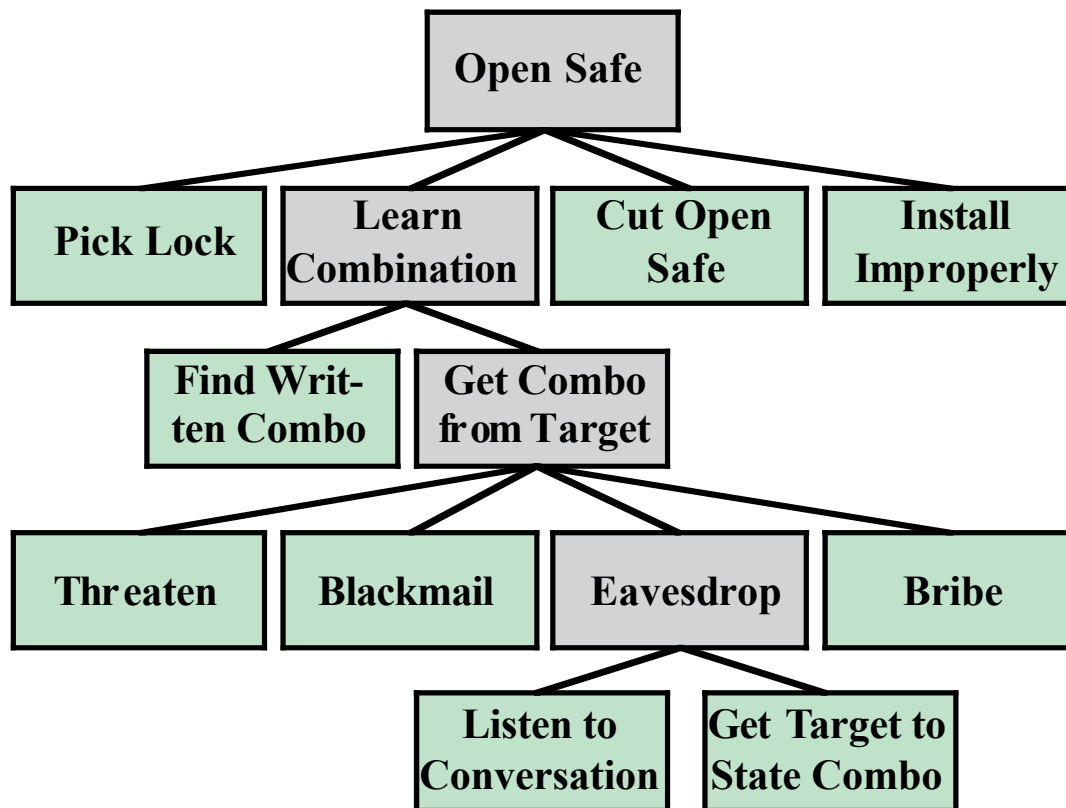 Open Safe
Pick Lock
Learn
Combination
Cut Open
Safe
Install
Improperly
Find Writ-
ten Combo
Get Combo
from Target
Threaten
Blackmail
Eavesdrop
Bribe
Listen to
Conversation
Get Target to
State Combo